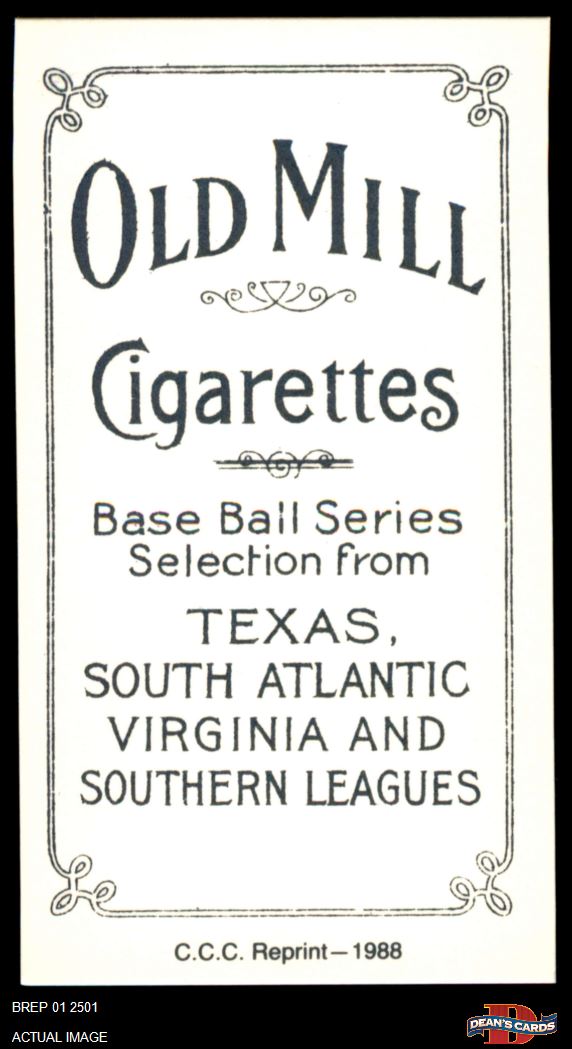 OLD MILL
Cigarettes
Base Ball Series
Selection from
TEXAS,
SOUTH ATLANTIC
VIRGINIA AND
SOUTHERN LEAGUES
C.C.C. Reprint—1988
BREP 01 2501
ACTUAL IMAGE
D
DEAN'S CARDS